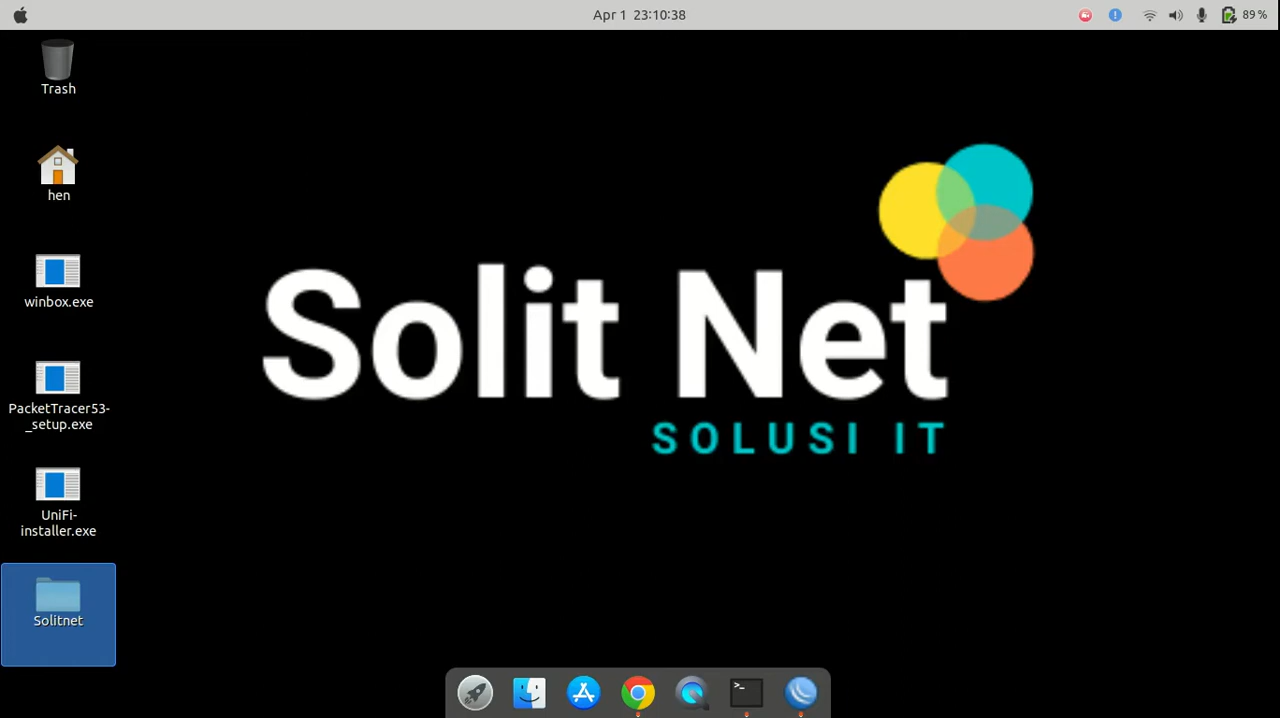 Apr 1 23:10:38
89 %
Trash
hen
winbox.exe
PacketTracer53-
_setup.exe
UniFi-
installer.exe
Solitnet
Solit Net
SOLUSI IT
>_